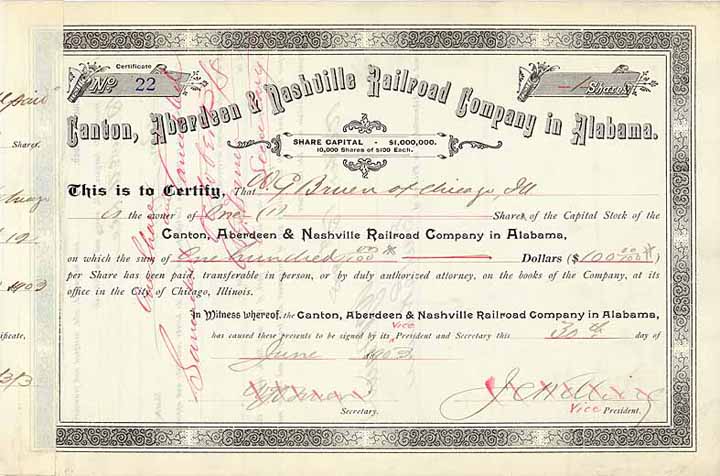 Certificate
No 22
-1- Shares
Canton, Aberdeen & Nashville Railroad Company in Alabama.
SHARE CAPITAL - $1,000,000.
10,000 Shares of $100 Each.
This is to Certify, That W. G. Bruen of Chicago, Ill
is the owner of One (1) Shares, of the Capital Stock of the
Canton, Aberdeen & Nashville Railroad Company in Alabama,
on which the sum of One hundred 00/100 Dollars ($100 00/100)
per Share has been paid, transferable in person, or by duly authorized attorney, on the books of the Company, at its
office in the City of Chicago, Illinois.
In Witness whereof, the Canton, Aberdeen & Nashville Railroad Company in Alabama,
has caused these presents to be signed by its Vice President and Secretary this 30th day of
June 1903
Secretary.
Vice President.
Shares
1903